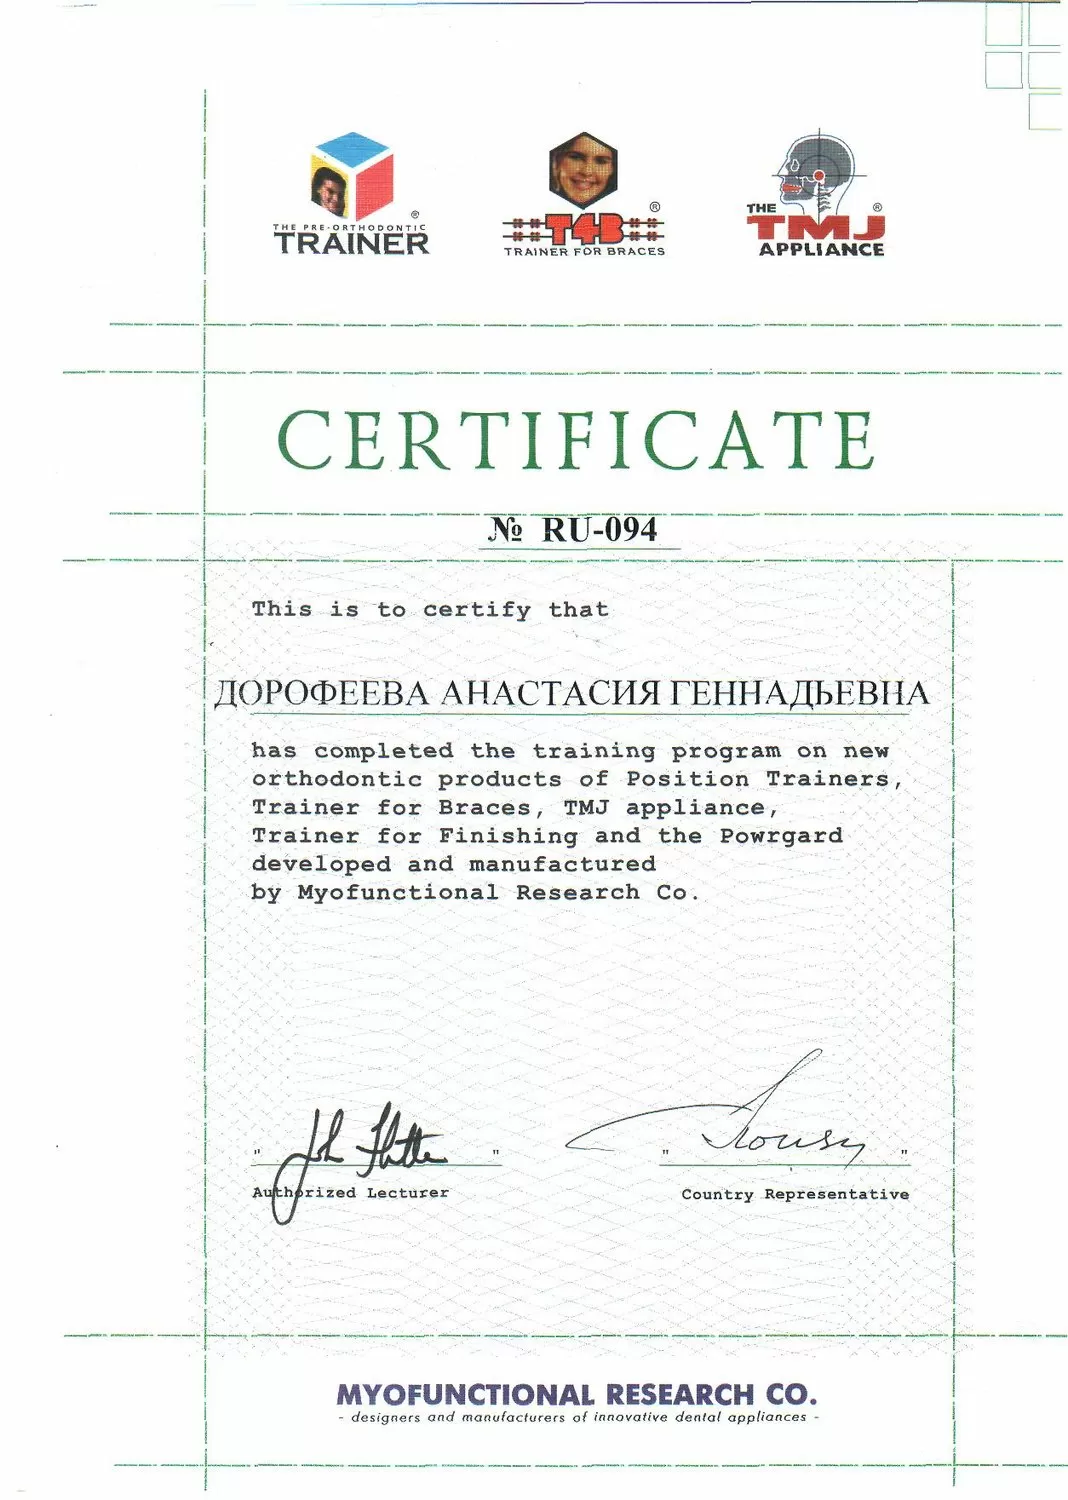 THE PRE-ORTHODONTIC
TRAINER ®
T4B ®
TRAINER FOR BRACES
THE
TMJ ®
APPLIANCE
CERTIFICATE
№ RU-094
This is to certify that
ДОРОФЕЕВА АНАСТАСИЯ ГЕННАДЬЕВНА
has completed the training program on new
orthodontic products of Position Trainers,
Trainer for Braces, TMJ appliance,
Trainer for Finishing and the Powrgard
developed and manufactured
by Myofunctional Research Co.
" "
" "
Authorized Lecturer
Country Representative
MYOFUNCTIONAL RESEARCH CO.
- designers and manufacturers of innovative dental appliances -